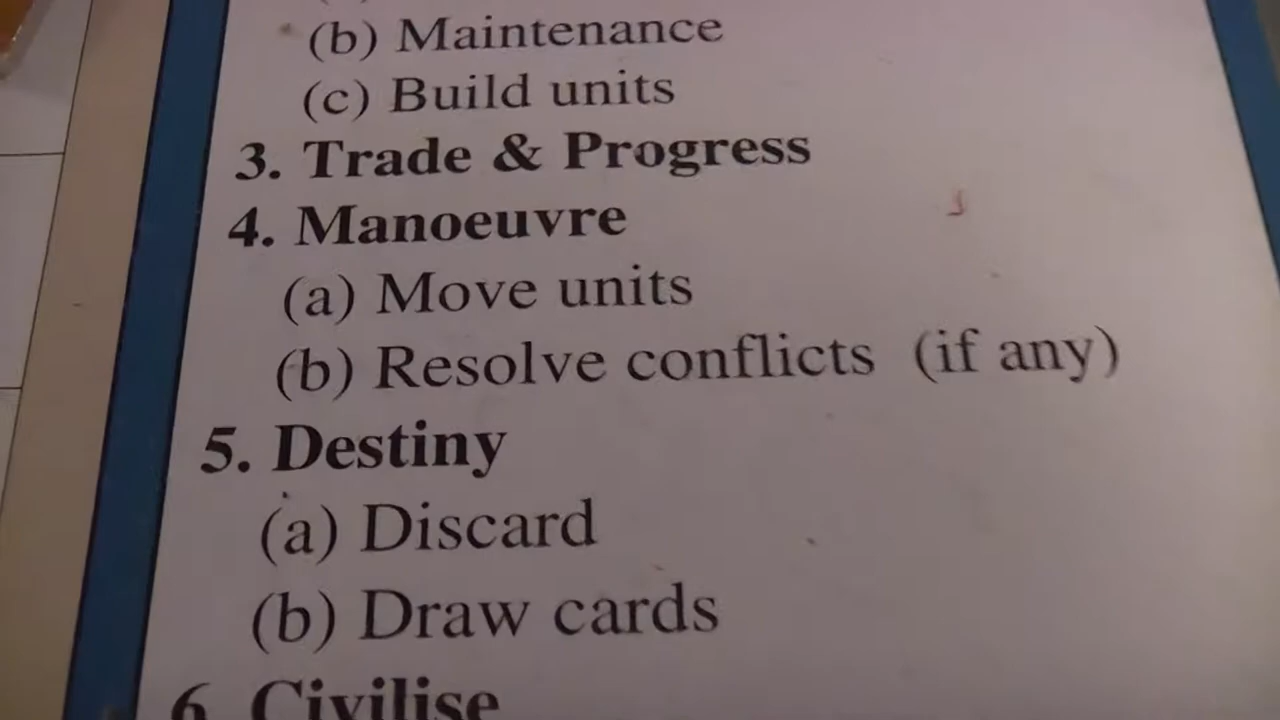 (b) Maintenance
(c) Build units
3. Trade & Progress
4. Manoeuvre
(a) Move units
(b) Resolve conflicts (if any)
5. Destiny
(a) Discard
(b) Draw cards
6. Civilise